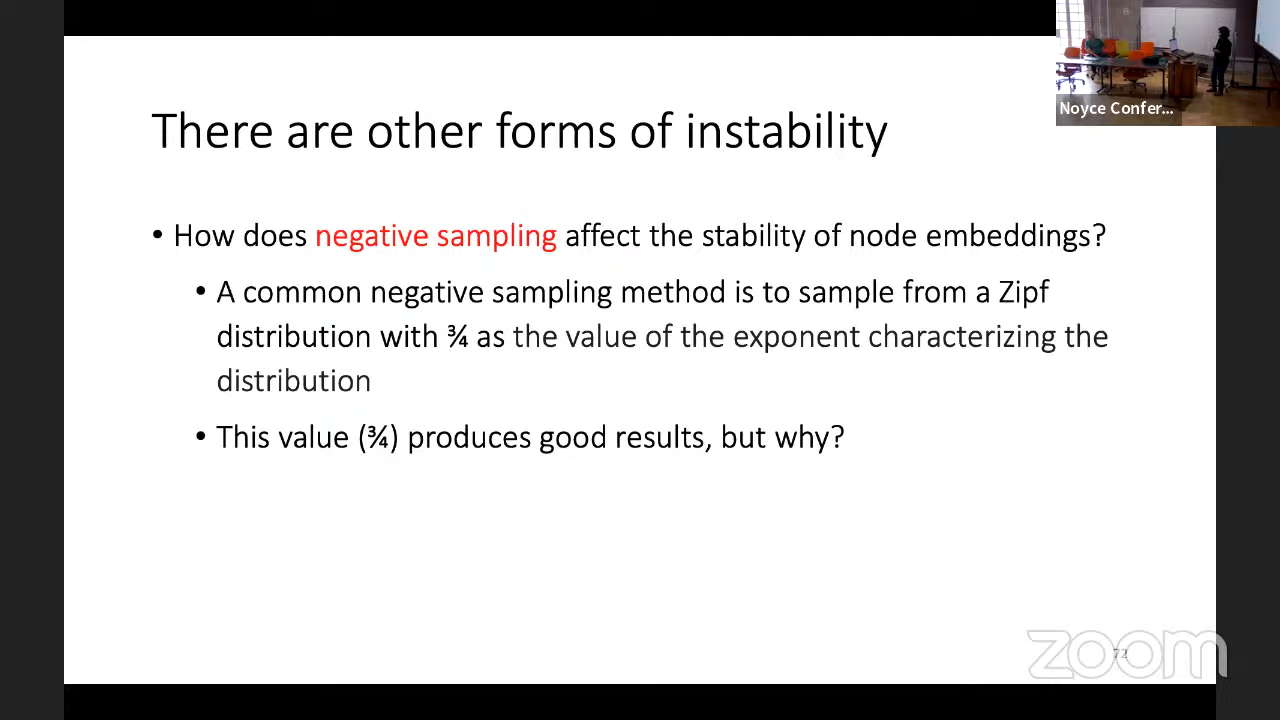 Noyce Confer...
There are other forms of instability
• How does negative sampling affect the stability of node embeddings?
• A common negative sampling method is to sample from a Zipf
distribution with ¾ as the value of the exponent characterizing the
distribution
• This value (¾) produces good results, but why?
72
zoom